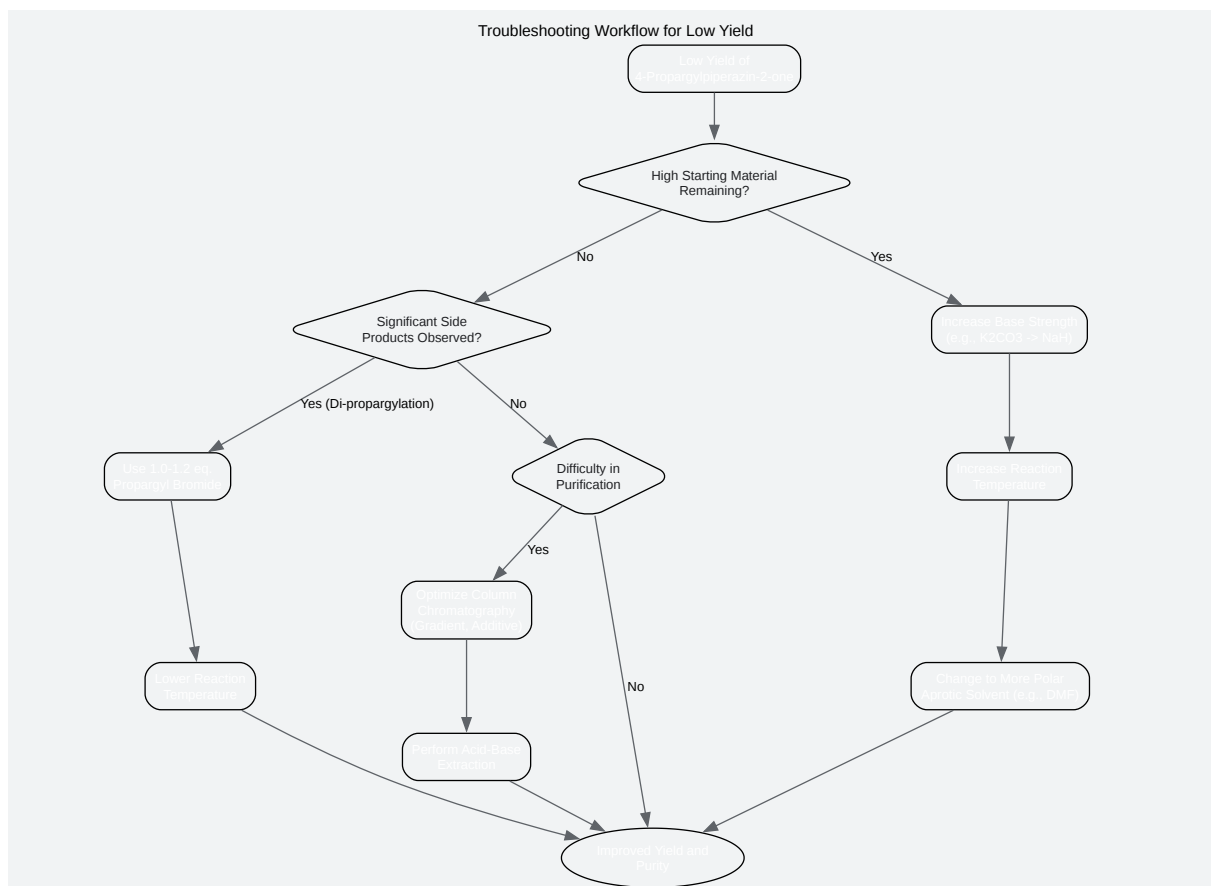 Troubleshooting Workflow for Low Yield
Low Yield of
4-Propargylpiperazin-2-one
High Starting Material
Remaining?
No
Yes
Significant Side
Products Observed?
Increase Base Strength
(e.g., K2CO3 -> NaH)
Yes (Di-propargylation)
No
Use 1.0-1.2 eq
Propargyl Bromide
Difficulty in
Purification
Increase Reaction
Temperature
Yes
Optimize Column
Chromatography
(Gradient, Additive)
No
Lower Reaction
Temperature
Change to More Polar
Aprotic Solvent (e.g., DMF)
Perform Acid-Base
Extraction
Improved Yield and
Purity